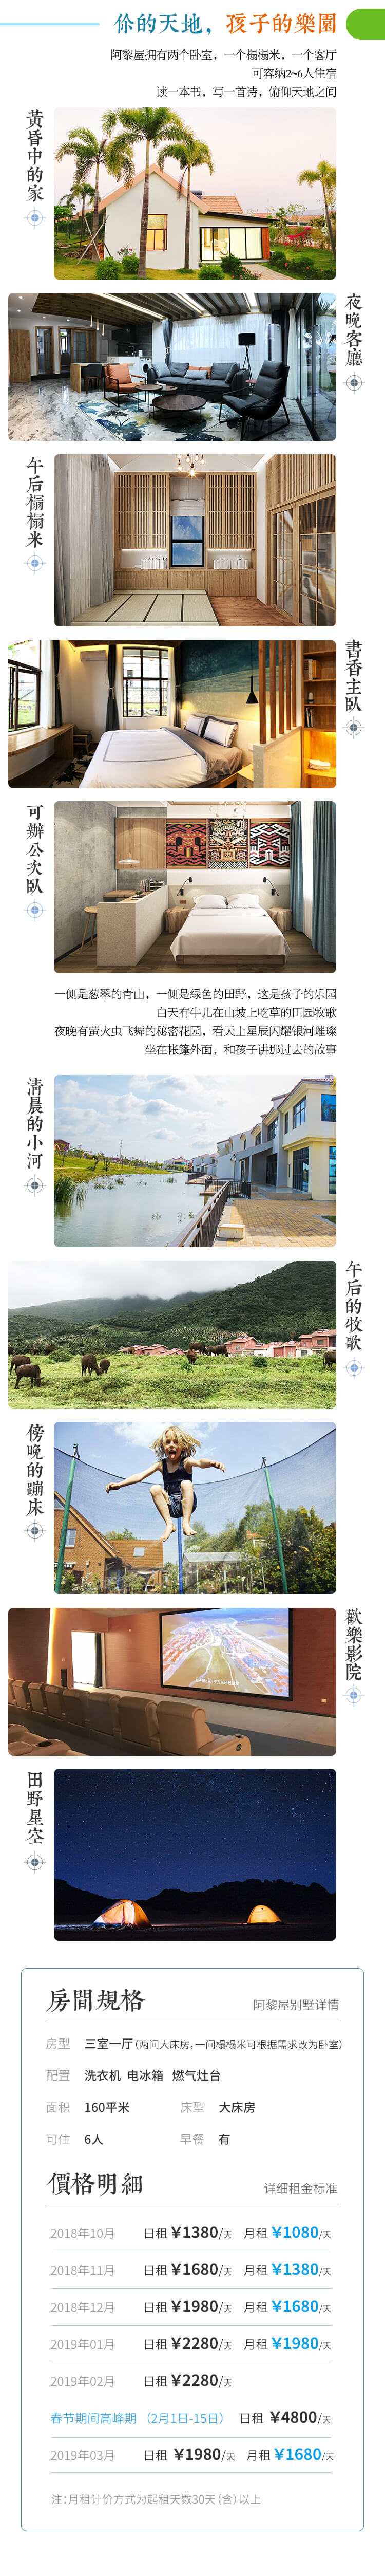 你的天地，孩子的樂園
阿黎屋拥有两个卧室，一个榻榻米，一个客厅
可容纳2~6人住宿
读一本书，写一首诗，俯仰天地之间
黃昏中的家
夜晚客廳
午后榻榻米
書香主臥
可辦公次臥
一侧是葱翠的青山，一侧是绿色的田野，这是孩子的乐园
白天有牛儿在山坡上吃草的田园牧歌
夜晚有萤火虫飞舞的秘密花园，看天上星辰闪耀银河璀璨
坐在帐篷外面，和孩子讲那过去的故事
清晨的小河
午后的牧歌
傍晚的蹦床
歡樂影院
田野星空
房間規格 阿黎屋别墅详情
房型 三室一厅（两间大床房，一间榻榻米可根据需求改为卧室）
配置 洗衣机 电冰箱 燃气灶台
面积 160平米 床型 大床房
可住 6人 早餐 有
價格明細 详细租金标准
2018年10月 日租 ¥1380/天 月租 ¥1080/天
2018年11月 日租 ¥1680/天 月租 ¥1380/天
2018年12月 日租 ¥1980/天 月租 ¥1680/天
2019年01月 日租 ¥2280/天 月租 ¥1980/天
2019年02月 日租 ¥2280/天
春节期间高峰期 （2月1日-15日） 日租 ¥4800/天
2019年03月 日租 ¥1980/天 月租 ¥1680/天
注：月租计价方式为起租天数30天（含）以上